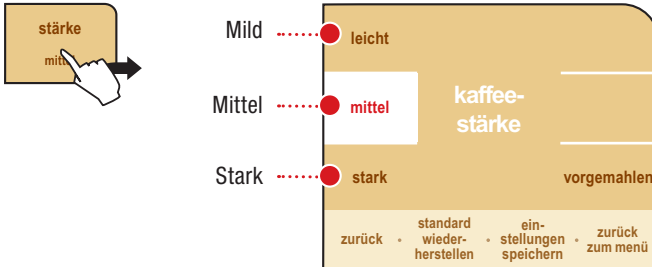 stärke
mittel
Mild
Mittel
Stark
leicht
mittel
stark
kaffee-
stärke
vorgemahlen
zurück
standard
wieder-
herstellen
ein-
stellungen
speichern
zurück
zum menü